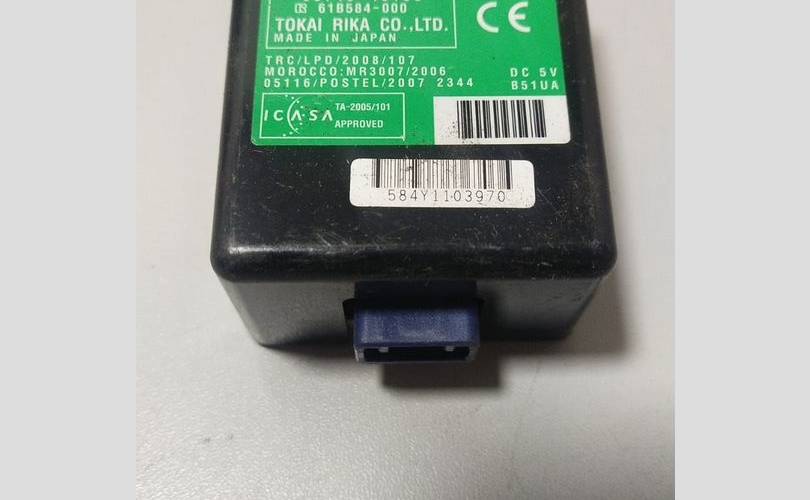 61B584-000
TOKAI RIKA CO.,LTD.
MADE IN JAPAN
CE
TRC/LPD/2008/107
MOROCCO:MR3007/2006
05116/POSTEL/2007 2344
DC 5V
B51UA
ICASA
TA-2005/101
APPROVED
584Y1103970